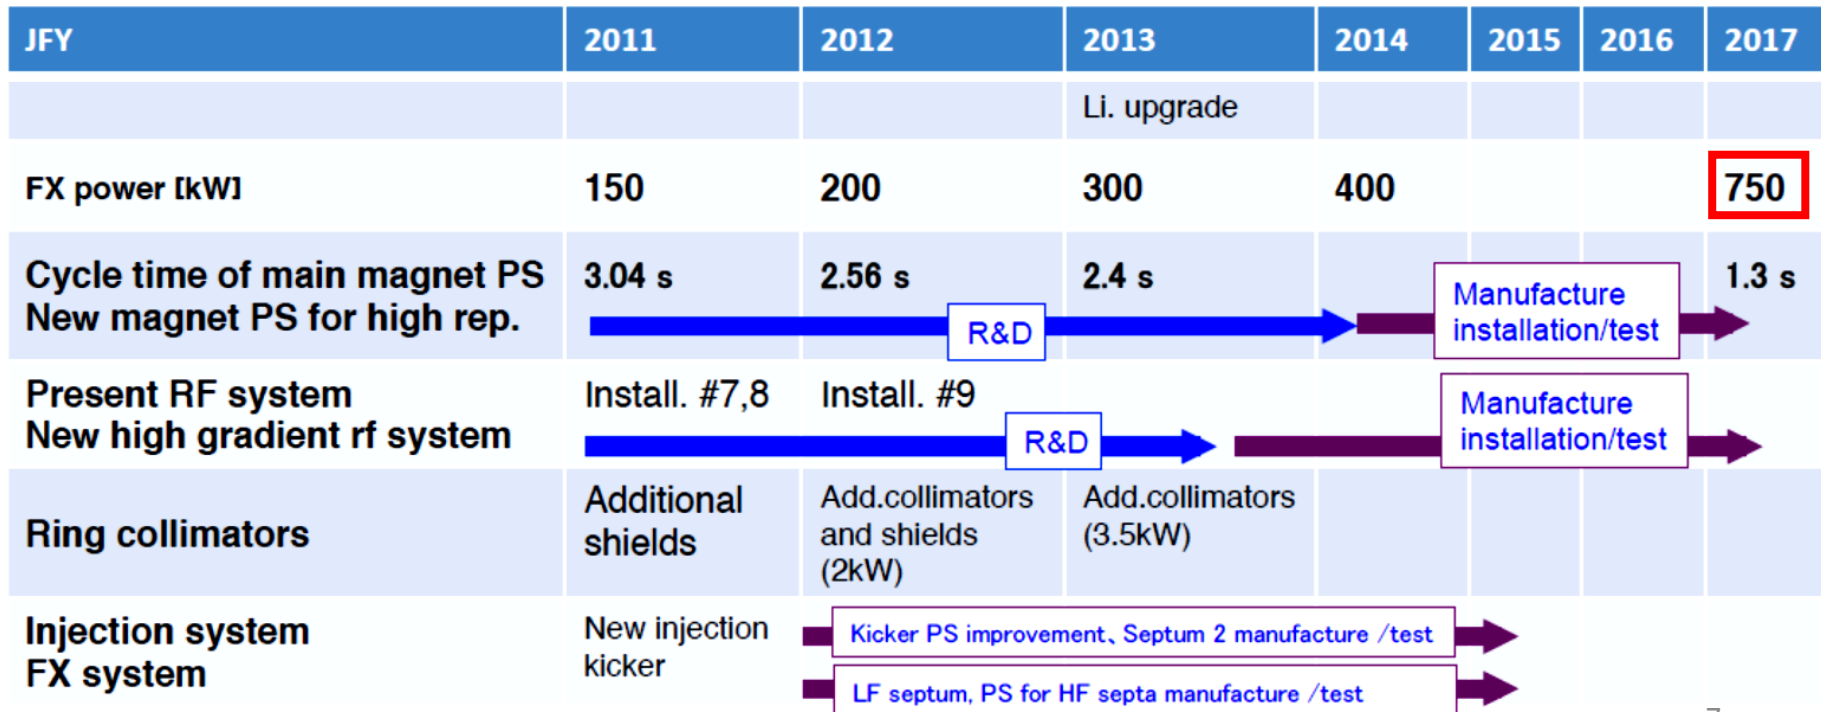 JFY 2011 2012 2013 2014 2015 2016 2017
Li. upgrade
FX power [kW] 150 200 300 400 750
Cycle time of main magnet PS 3.04 s 2.56 s 2.4 s 1.3 s
New magnet PS for high rep.
R&D
Manufacture
installation/test
Present RF system Install. #7,8 Install. #9
New high gradient rf system
R&D
Manufacture
installation/test
Ring collimators
Additional
shields
Add.collimators
and shields
(2kW)
Add.collimators
(3.5kW)
Injection system
FX system
New injection
kicker
Kicker PS improvement、Septum 2 manufacture /test
LF septum, PS for HF septa manufacture /test